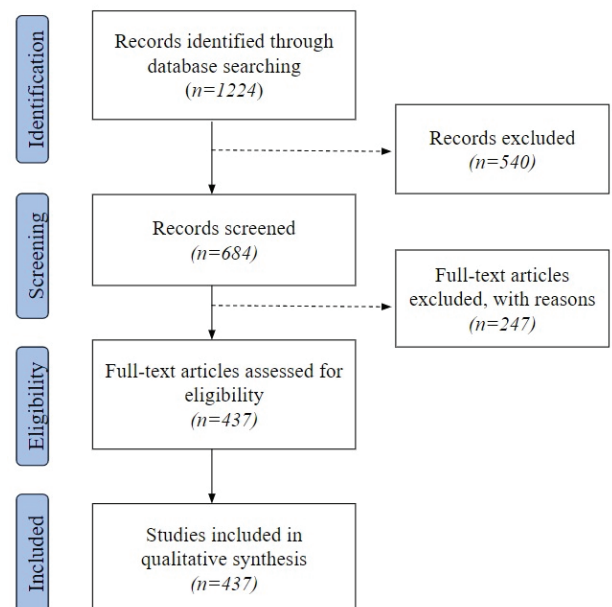 Identification
Records identified through
database searching
(n=1224)
Records excluded
(n=540)
Screening
Records screened
(n=684)
Full-text articles
excluded, with reasons
(n=247)
Eligibility
Full-text articles assessed for
eligibility
(n=437)
Included
Studies included in
qualitative synthesis
(n=437)